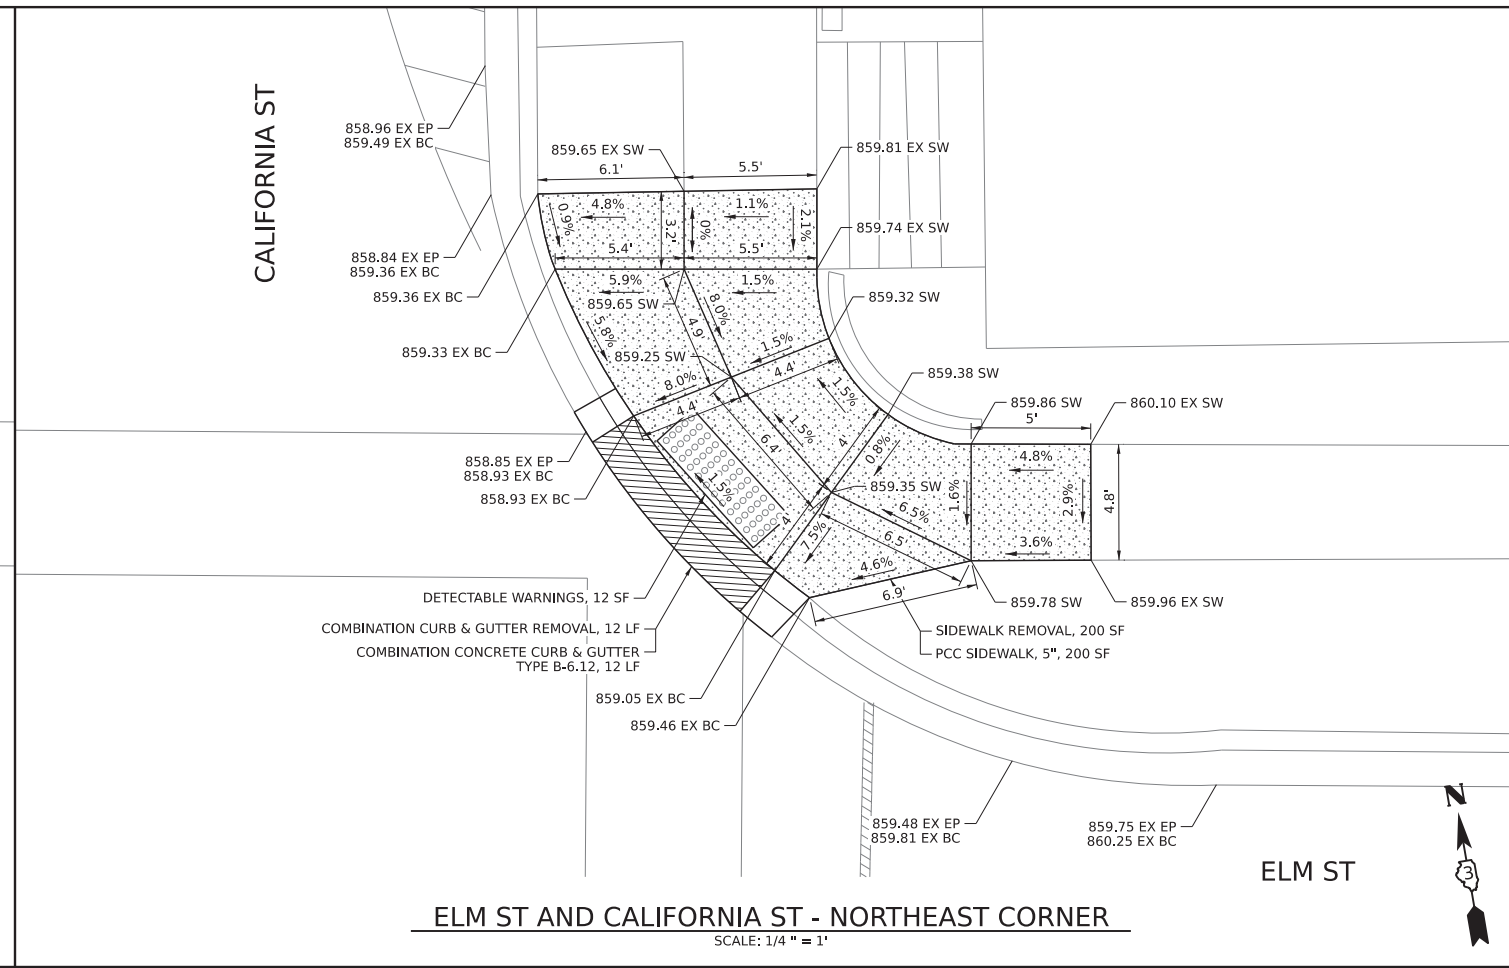 CALIFORNIA ST
858.96 EX EP
859.49 EX BC
859.65 EX SW
6.1'
5.5'
859.81 EX SW
0.9%
4.8%
3.2'
0%
1.1%
2.1%
859.74 EX SW
858.84 EX EP
859.36 EX BC
5.4'
5.5'
859.36 EX BC
5.9%
1.5%
859.65 SW
8.0%
859.32 SW
5.8%
4.9'
859.33 EX BC
859.25 SW
1.5%
4.4'
859.38 SW
8.0%
1.5%
4.4'
859.86 SW
860.10 EX SW
5'
1.5%
6.4'
4'
0.8%
4.8%
858.85 EX EP
858.93 EX BC
858.93 EX BC
1.5%
859.35 SW
1.6%
2.9%
4.8'
4'
7.5%
6.5%
6.5
3.6%
4.6%
6.9'
DETECTABLE WARNINGS, 12 SF
859.78 SW
859.96 EX SW
COMBINATION CURB & GUTTER REMOVAL, 12 LF
SIDEWALK REMOVAL, 200 SF
COMBINATION CONCRETE CURB & GUTTER
TYPE B-6.12, 12 LF
PCC SIDEWALK, 5", 200 SF
859.05 EX BC
859.46 EX BC
859.48 EX EP
859.81 EX BC
859.75 EX EP
860.25 EX BC
N
3
ELM ST
ELM ST AND CALIFORNIA ST - NORTHEAST CORNER
SCALE: 1/4 " = 1'